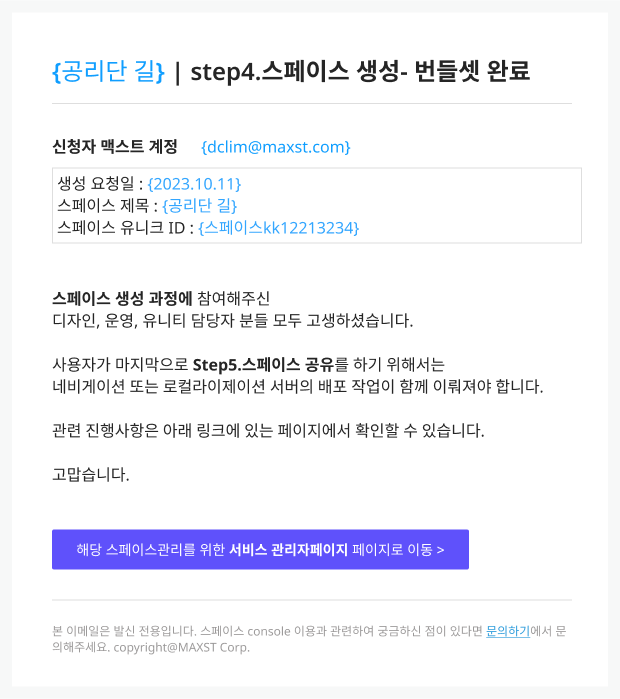 {공리단 길} | step4.스페이스 생성- 번들셋 완료
신청자 맥스트 계정 {dclim@maxst.com}
생성 요청일 : {2023.10.11}
스페이스 제목 : {공리단 길}
스페이스 유니크 ID : {스페이스kk12213234}
스페이스 생성 과정에 참여해주신
디자인, 운영, 유니티 담당자 분들 모두 고생하셨습니다.
사용자가 마지막으로 Step5.스페이스 공유를 하기 위해서는
네비게이션 또는 로컬라이제이션 서버의 배포 작업이 함께 이뤄져야 합니다.
관련 진행사항은 아래 링크에 있는 페이지에서 확인할 수 있습니다.
고맙습니다.
해당 스페이스관리를 위한 서비스 관리자페이지 페이지로 이동 >
본 이메일은 발신 전용입니다. 스페이스 console 이용과 관련하여 궁금하신 점이 있다면 문의하기에서 문
의해주세요. copyright@MAXST Corp.